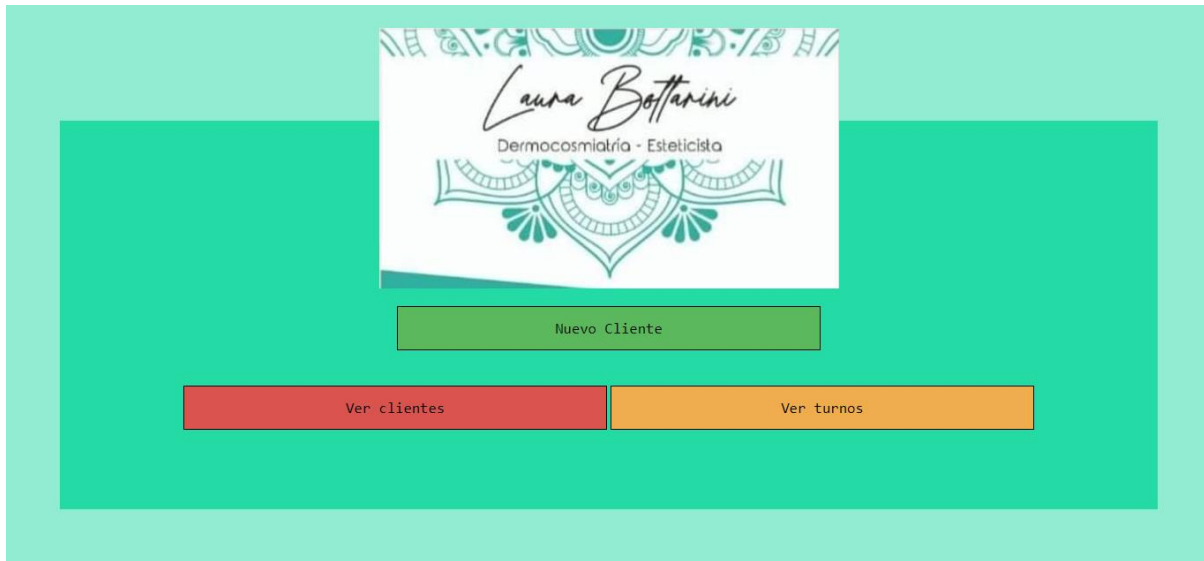 Laura Bottarini
Dermocosmiatría - Esteticista
Nuevo Cliente
Ver clientes
Ver turnos